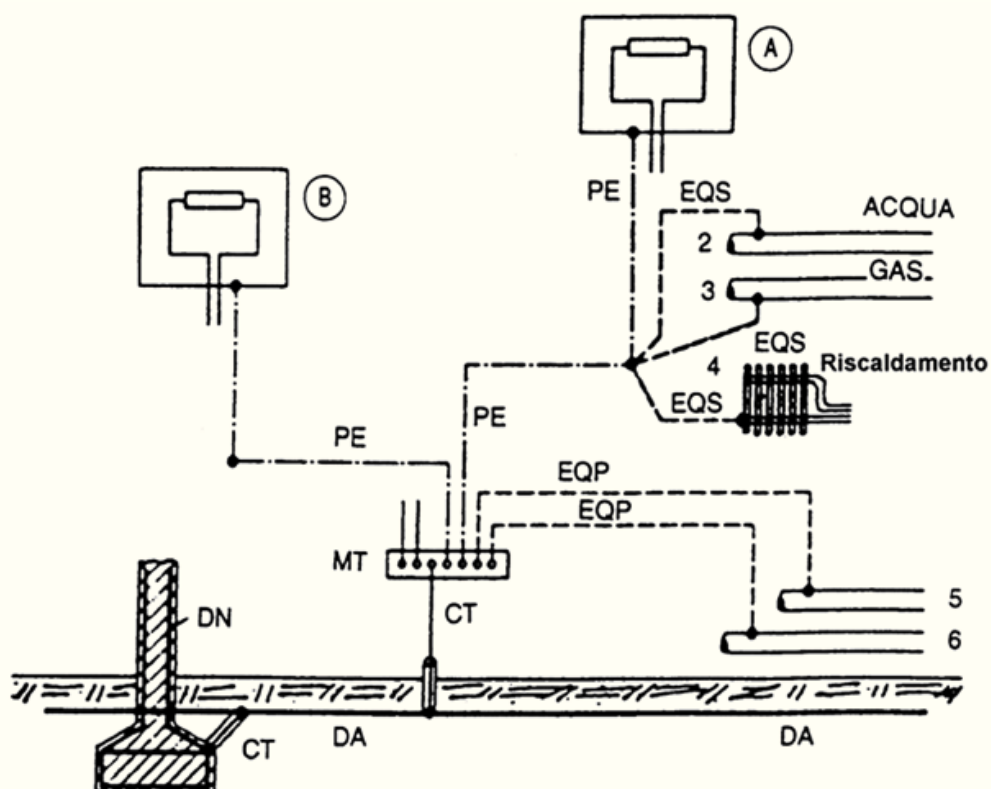 A
B
PE
EQS
ACQUA
2
GAS
3
EQS
4
Riscaldamento
EQS
PE
PE
EQP
EQP
MT
CT
5
DN
6
CT
DA
DA